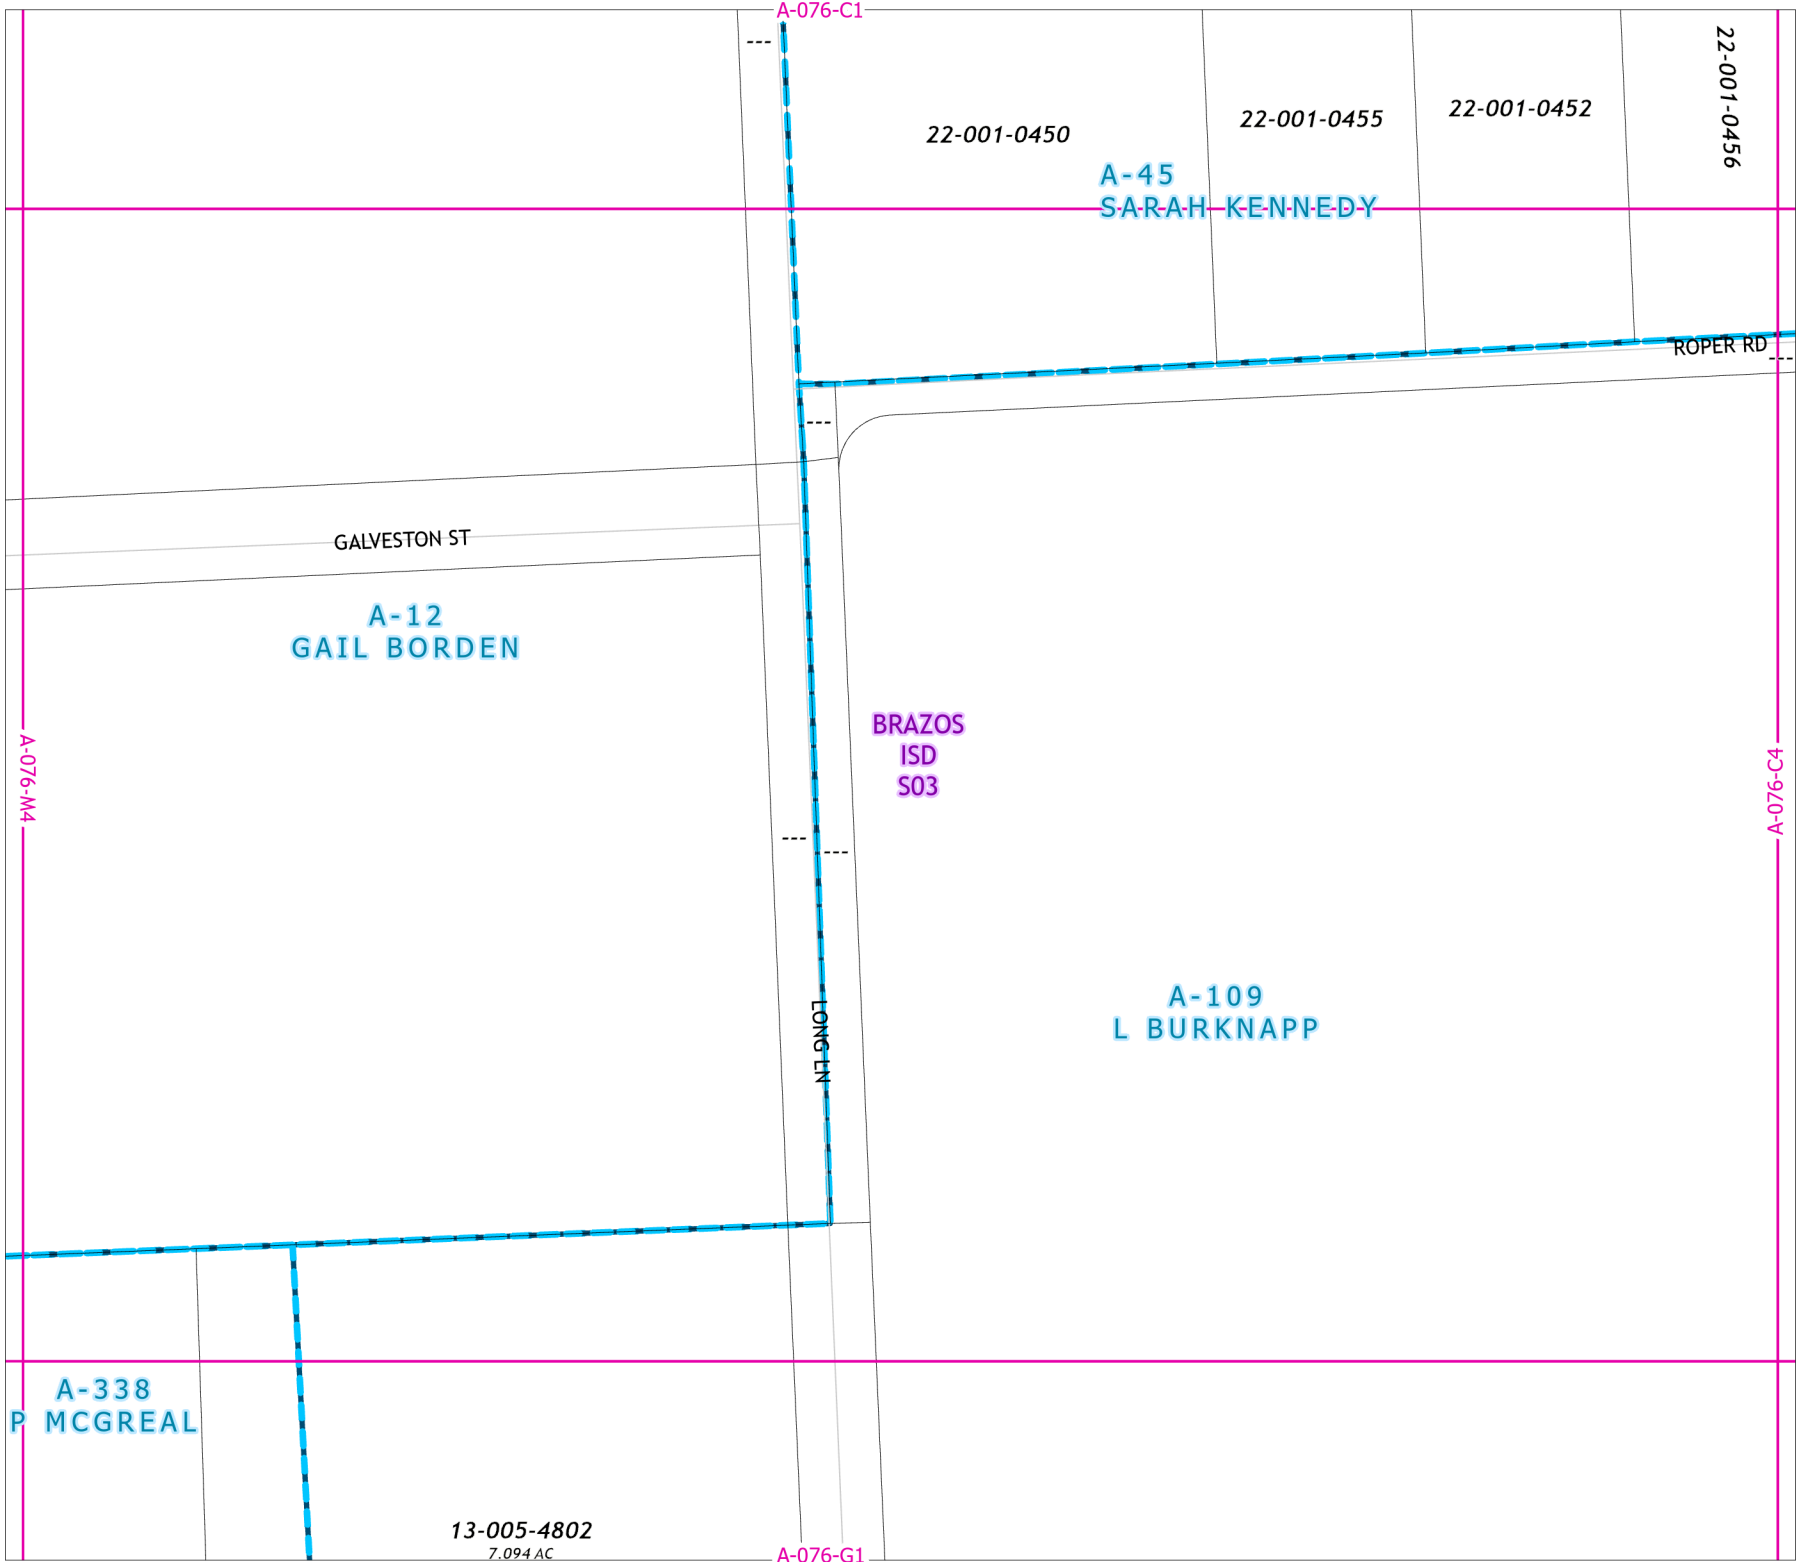 A-076-C1
---
22-001-0450
22-001-0455
22-001-0452
22-001-0456
A-45
SARAH KENNEDY
ROPER RD
---
---
GALVESTON ST
A-12
GAIL BORDEN
BRAZOS
ISD
S03
A-076-M4
A-076-C4
---
---
LONG LN
A-109
L BURKNAPP
A-338
P MCGREAL
13-005-4802
7.094 AC
A-076-G1